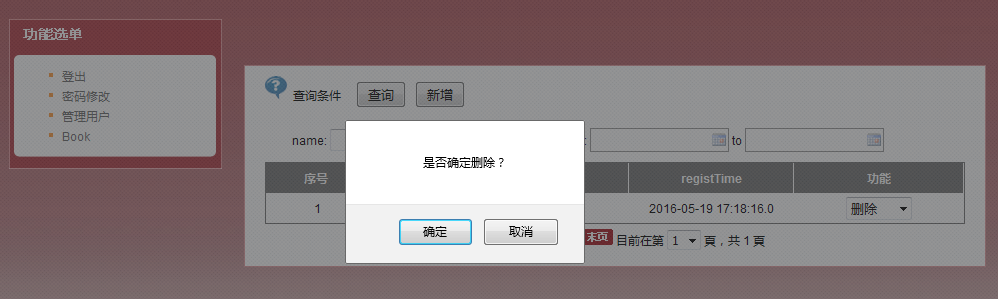 功能选单
登出
密码修改
管理用户
Book
查询条件 查询 新增
name: : to
是否确定删除？
序号 registTime 功能
1 2016-05-19 17:18:16.0 删除
确定 取消
末页 目前在第 1 頁，共 1 頁